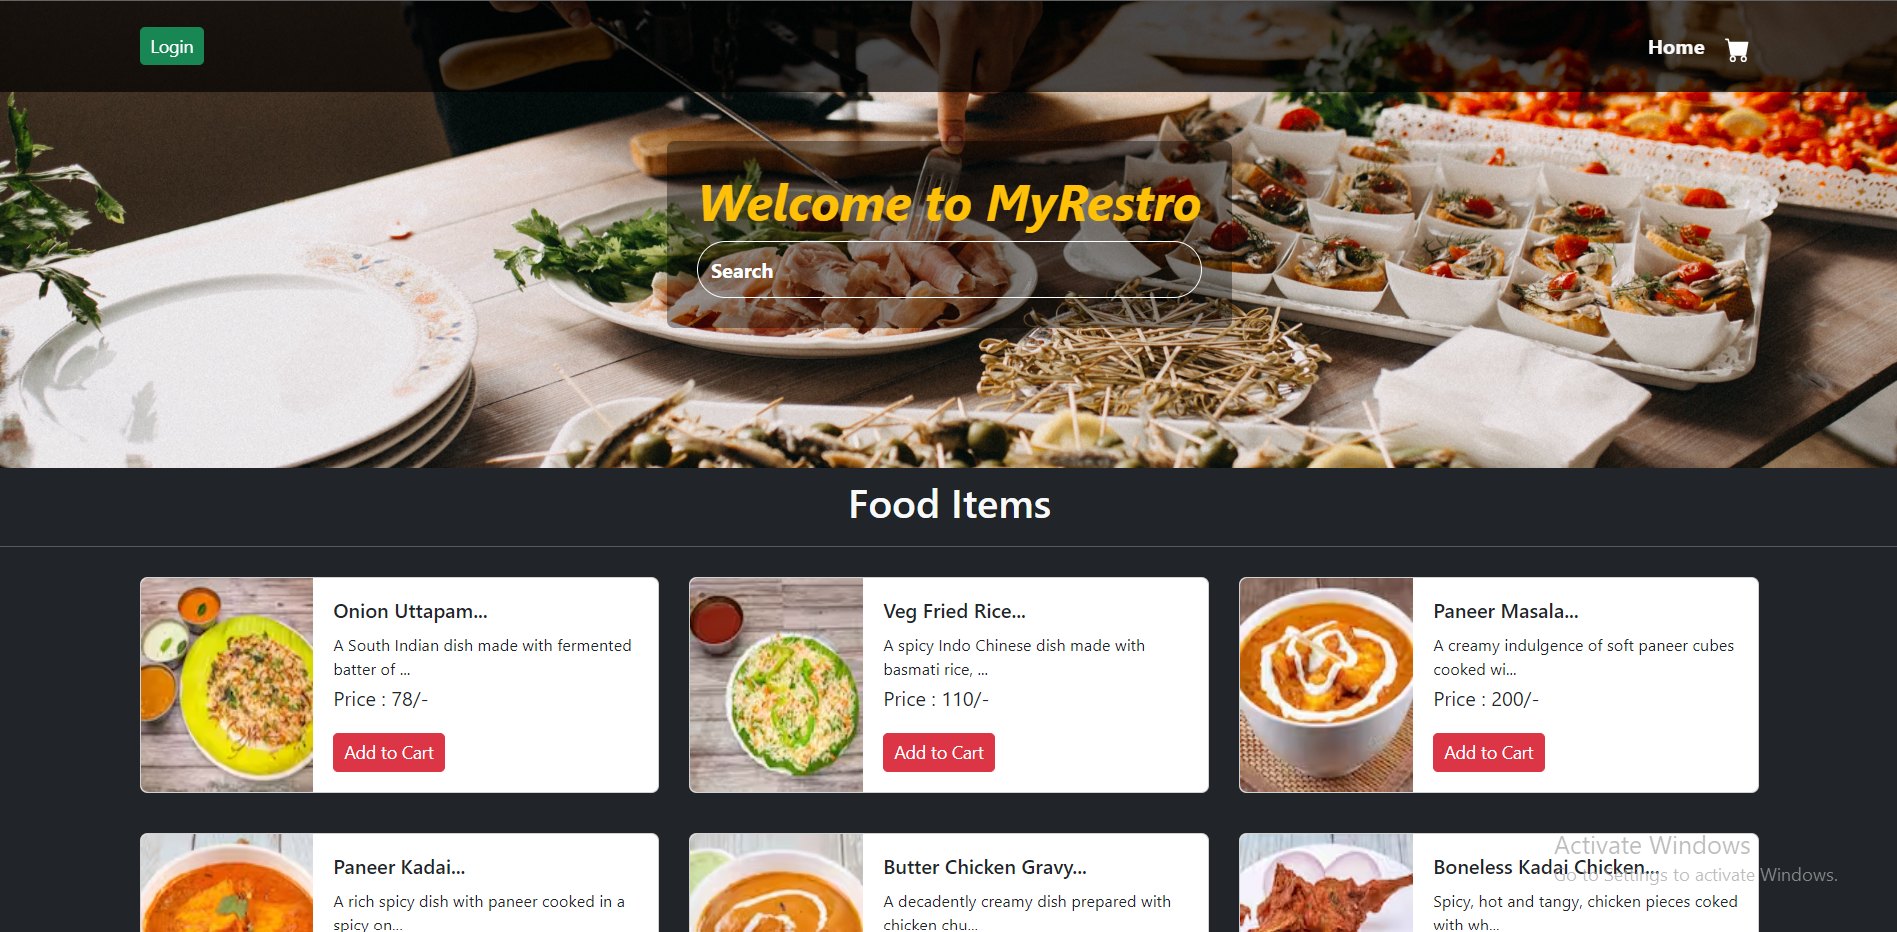 Login
Home
Welcome to MyRestro
Search
Food Items
Onion Uttapam...
A South Indian dish made with fermented
batter of ...
Price : 78/-
Add to Cart
Veg Fried Rice...
A spicy Indo Chinese dish made with
basmati rice, ...
Price : 110/-
Add to Cart
Paneer Masala...
A creamy indulgence of soft paneer cubes
cooked wi...
Price : 200/-
Add to Cart
Paneer Kadai...
A rich spicy dish with paneer cooked in a
spicy on...
Butter Chicken Gravy...
A decadently creamy dish prepared with
chicken chu...
Boneless Kadai Chicken...
Spicy, hot and tangy, chicken pieces coked
with wh...
Activate Windows
Go to Settings to activate Windows.